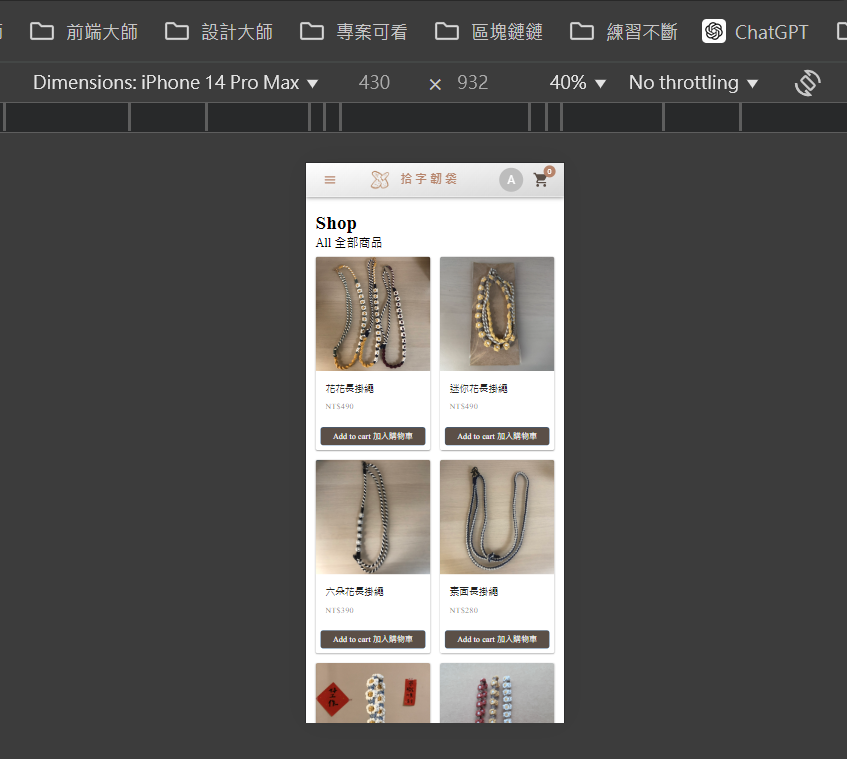 前端大師 設計大師 專案可看 區塊鏈鏈 練習不斷 ChatGPT
Dimensions: iPhone 14 Pro Max 430 × 932 40% No throttling
拾字韌袋 A 0
Shop
All 全部商品
花花長掛繩 迷你花長掛繩
NT$490 NT$490
Add to cart 加入購物車 Add to cart 加入購物車
六朵花長掛繩 素面長掛繩
NT$390 NT$280
Add to cart 加入購物車 Add to cart 加入購物車